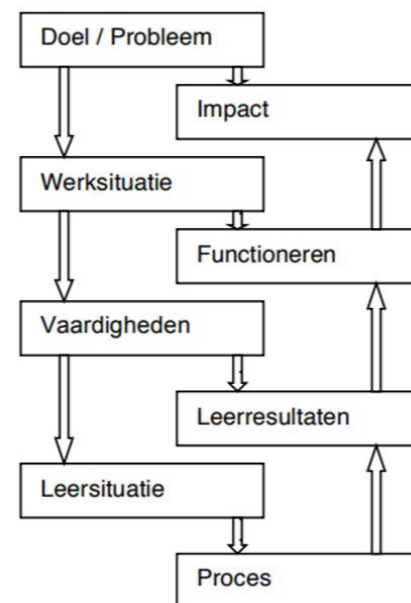 Doel / Probleem
Impact
Werksituatie
Functioneren
Vaardigheden
Leerresultaten
Leersituatie
Proces